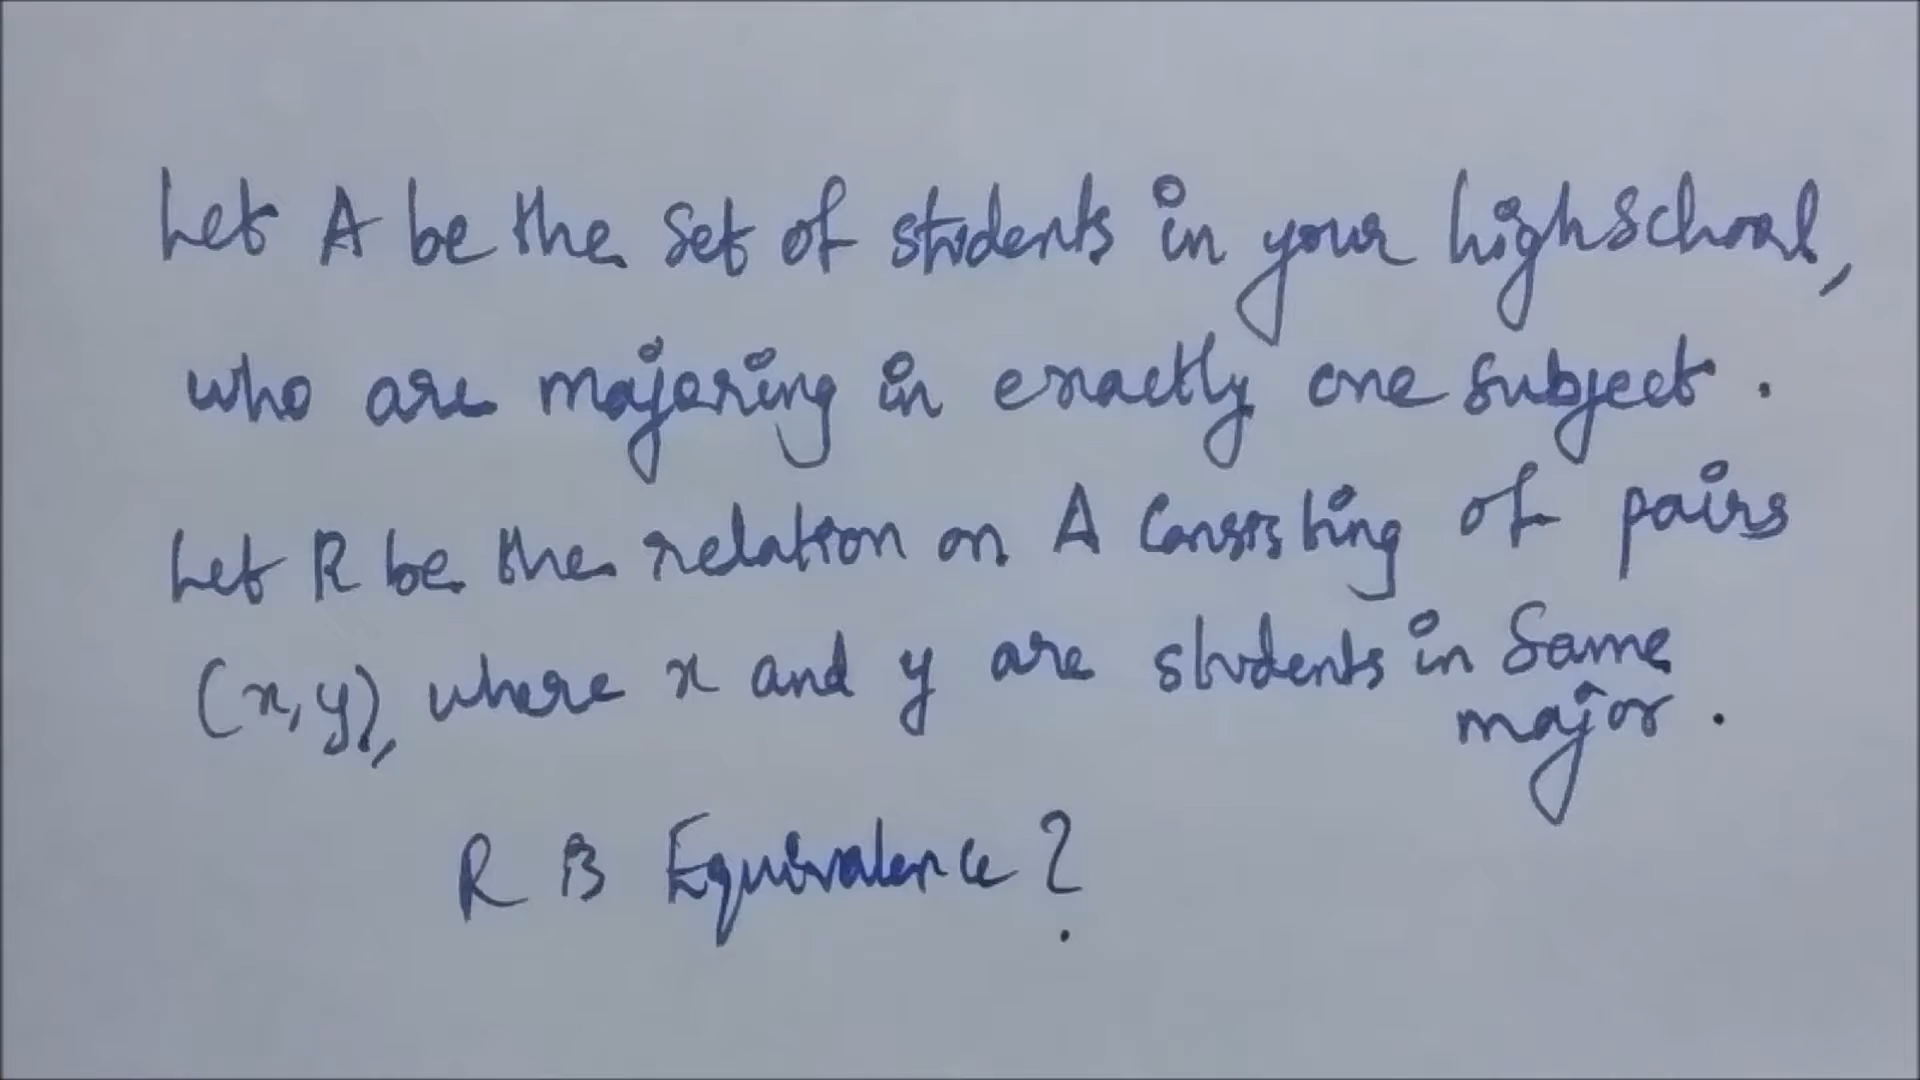 Let A be the set of students in your highschool,
who are majoring in exactly one subject.
Let R be the relation on A Consisting of pairs
(x, y), where x and y are students in Same
major.
R is Equivalence?